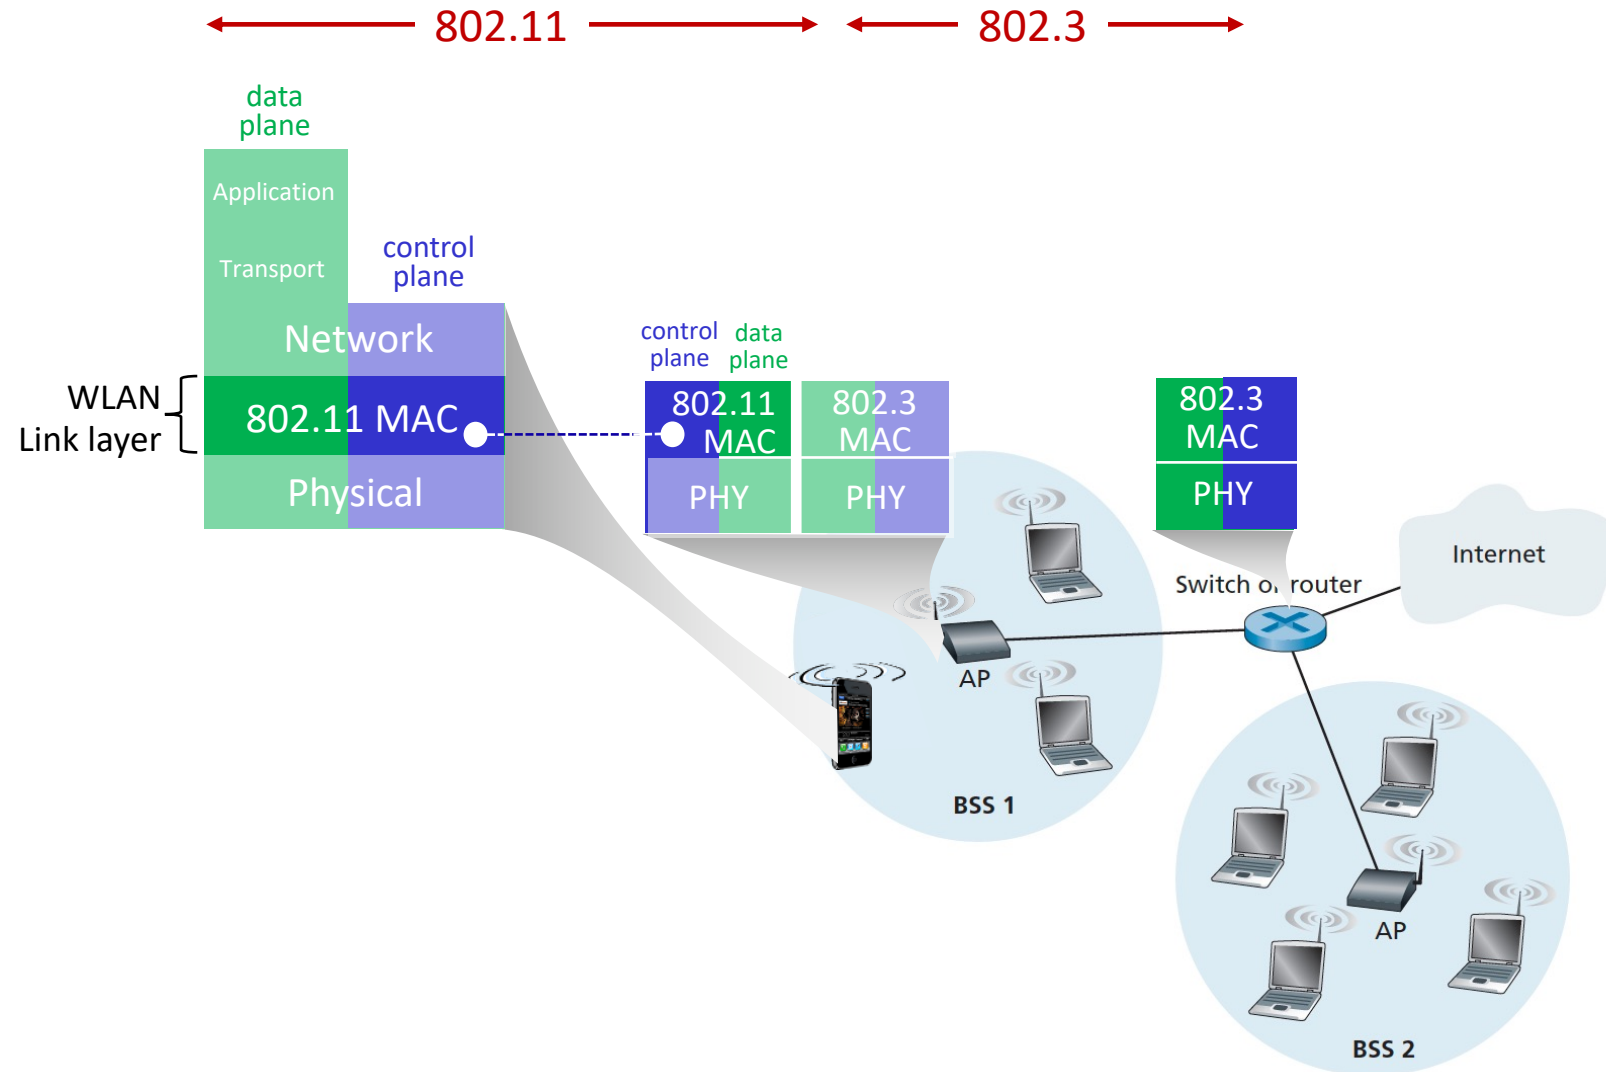 802.11
802.3
data
plane
Application
Transport
control
plane
Network
WLAN
Link layer
802.11 MAC
Physical
control
plane
data
plane
802.11
MAC
PHY
802.3
MAC
PHY
802.3
MAC
PHY
Internet
Switch or router
AP
BSS 1
AP
BSS 2